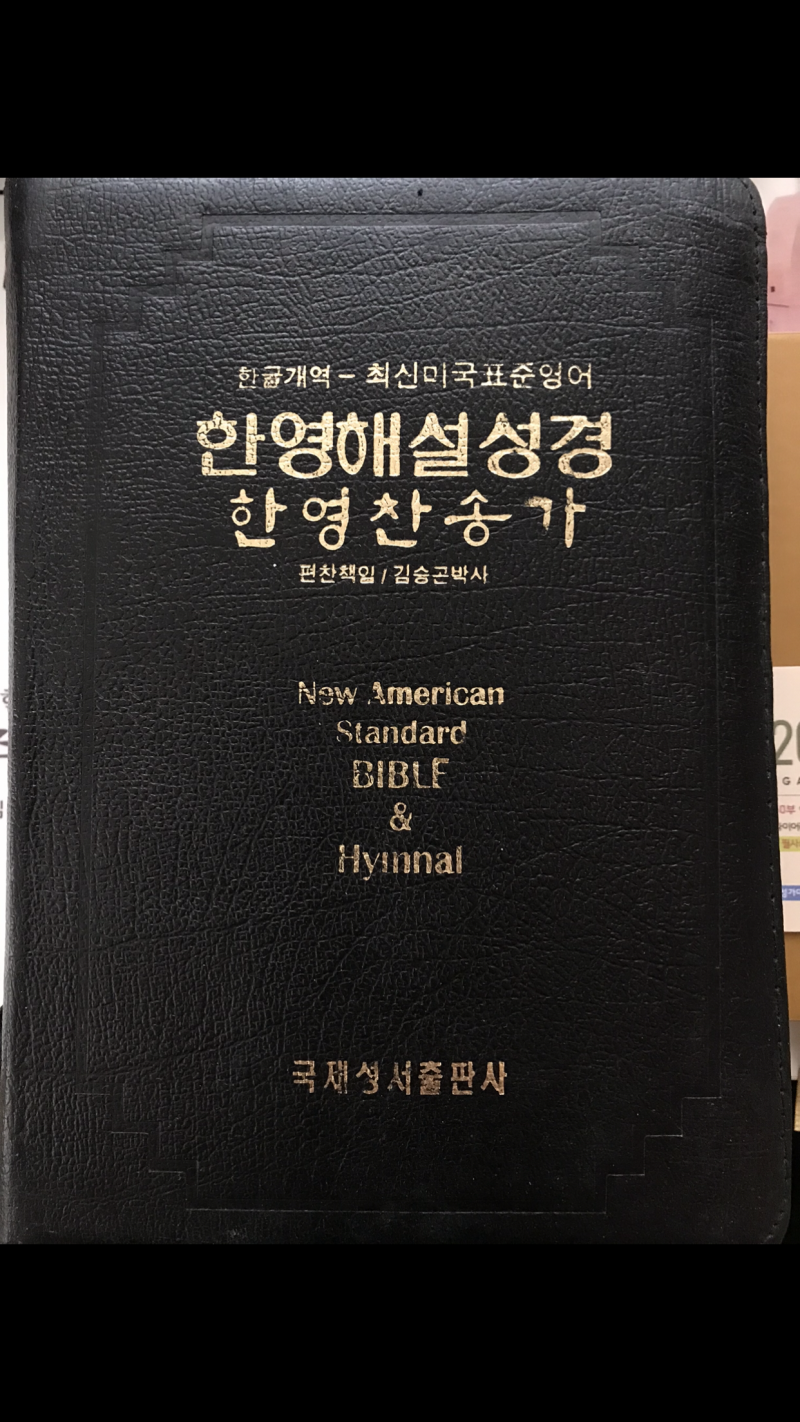 한글개역 – 최신미국표준영어
한영해설성경
한영찬송가
편찬책임 / 김승곤박사
New American
Standard
BIBLE
&
Hymnal
국제성서출판사
20
G A